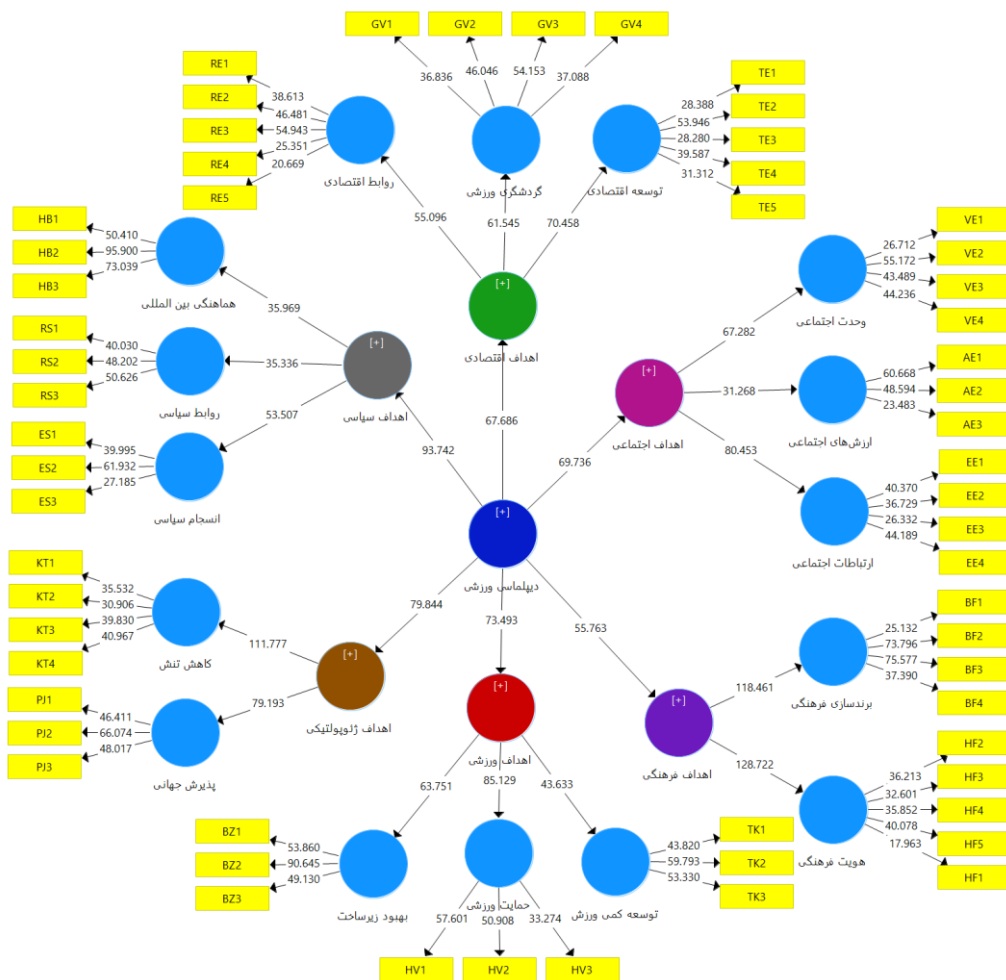 GV1
GV2
GV3
GV4
36.836
46.046
54.153
37.088
گردشگری ورزشی
RE1
RE2
RE3
RE4
RE5
38.613
46.481
54.943
25.351
20.669
روابط اقتصادی
TE1
TE2
TE3
TE4
TE5
28.388
53.946
28.280
39.587
31.312
توسعه اقتصادی
55.096
61.545
70.458
[+]
اهداف اقتصادی
HB1
HB2
HB3
50.410
95.900
73.039
هماهنگی بین المللی
RS1
RS2
RS3
40.030
48.202
50.626
روابط سیاسی
ES1
ES2
ES3
39.995
61.932
27.185
انسجام سیاسی
35.969
35.336
53.507
[+]
اهداف سیاسی
VE1
VE2
VE3
VE4
26.712
55.172
43.489
44.236
وحدت اجتماعی
AE1
AE2
AE3
60.668
48.594
23.483
ارزش‌های اجتماعی
EE1
EE2
EE3
EE4
40.370
36.729
26.332
44.189
ارتباطات اجتماعی
67.282
31.268
80.453
[+]
اهداف اجتماعی
93.742
67.686
69.736
[+]
دیپلماسی ورزشی
79.844
73.493
55.763
KT1
KT2
KT3
KT4
35.532
30.906
39.830
40.967
کاهش تنش
PJ1
PJ2
PJ3
46.411
66.074
48.017
پذیرش جهانی
111.777
79.193
[+]
اهداف ژئوپولتیکی
[+]
اهداف ورزشی
63.751
85.129
43.633
BZ1
BZ2
BZ3
53.860
90.645
49.130
بهبود زیرساخت
حمایت ورزشی
57.601
50.908
33.274
HV1
HV2
HV3
توسعه کمی ورزش
43.820
59.793
53.330
TK1
TK2
TK3
[+]
اهداف فرهنگی
118.461
128.722
BF1
BF2
BF3
BF4
25.132
73.796
75.577
37.390
برندسازی فرهنگی
HF2
HF3
HF4
HF5
HF1
36.213
32.601
35.852
40.078
17.963
هویت فرهنگی